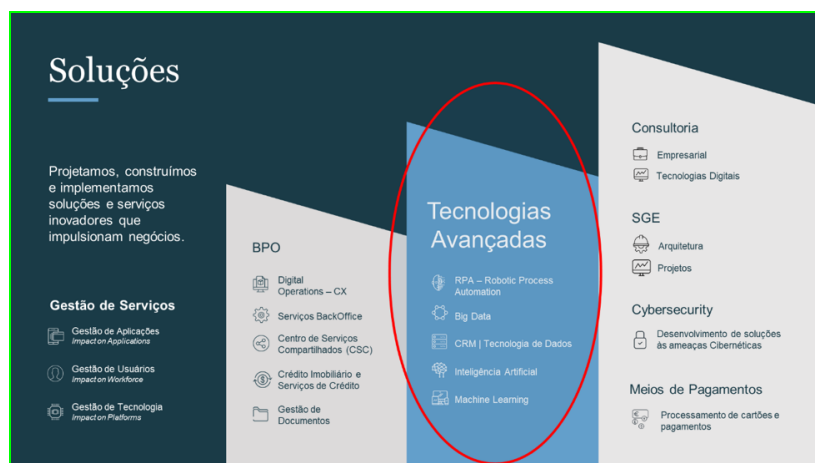 Soluções
Projetamos, construímos
e implementamos
soluções e serviços
inovadores que
impulsionam negócios.
Gestão de Serviços
Gestão de Aplicações
Impact on Applications
Gestão de Usuários
Impact on Workforce
Gestão de Tecnologia
Impact on Platforms
BPO
Digital
Operations – CX
Serviços BackOffice
Centro de Serviços
Compartilhados (CSC)
Crédito Imobiliário e
Serviços de Crédito
Gestão de
Documentos
Tecnologias
Avançadas
RPA – Robotic Process
Automation
Big Data
CRM | Tecnologia de Dados
Inteligência Artificial
Machine Learning
Consultoria
Empresarial
Tecnologias Digitais
SGE
Arquitetura
Projetos
Cybersecurity
Desenvolvimento de soluções
às ameaças Cibernéticas
Meios de Pagamentos
Processamento de cartões e
pagamentos